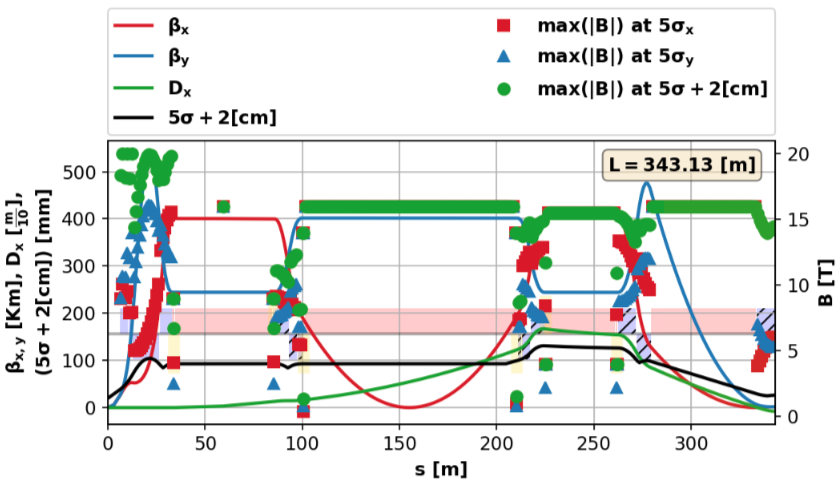 βx
βy
Dx
5σ + 2[cm]
max(|B|) at 5σx
max(|B|) at 5σy
max(|B|) at 5σ + 2[cm]
L = 343.13 [m]
βx, y [Km], Dx [m/10],
(5σ + 2[cm]) [mm]
500
400
300
200
100
0
20
15
10
5
0
B [T]
0 50 100 150 200 250 300
s [m]